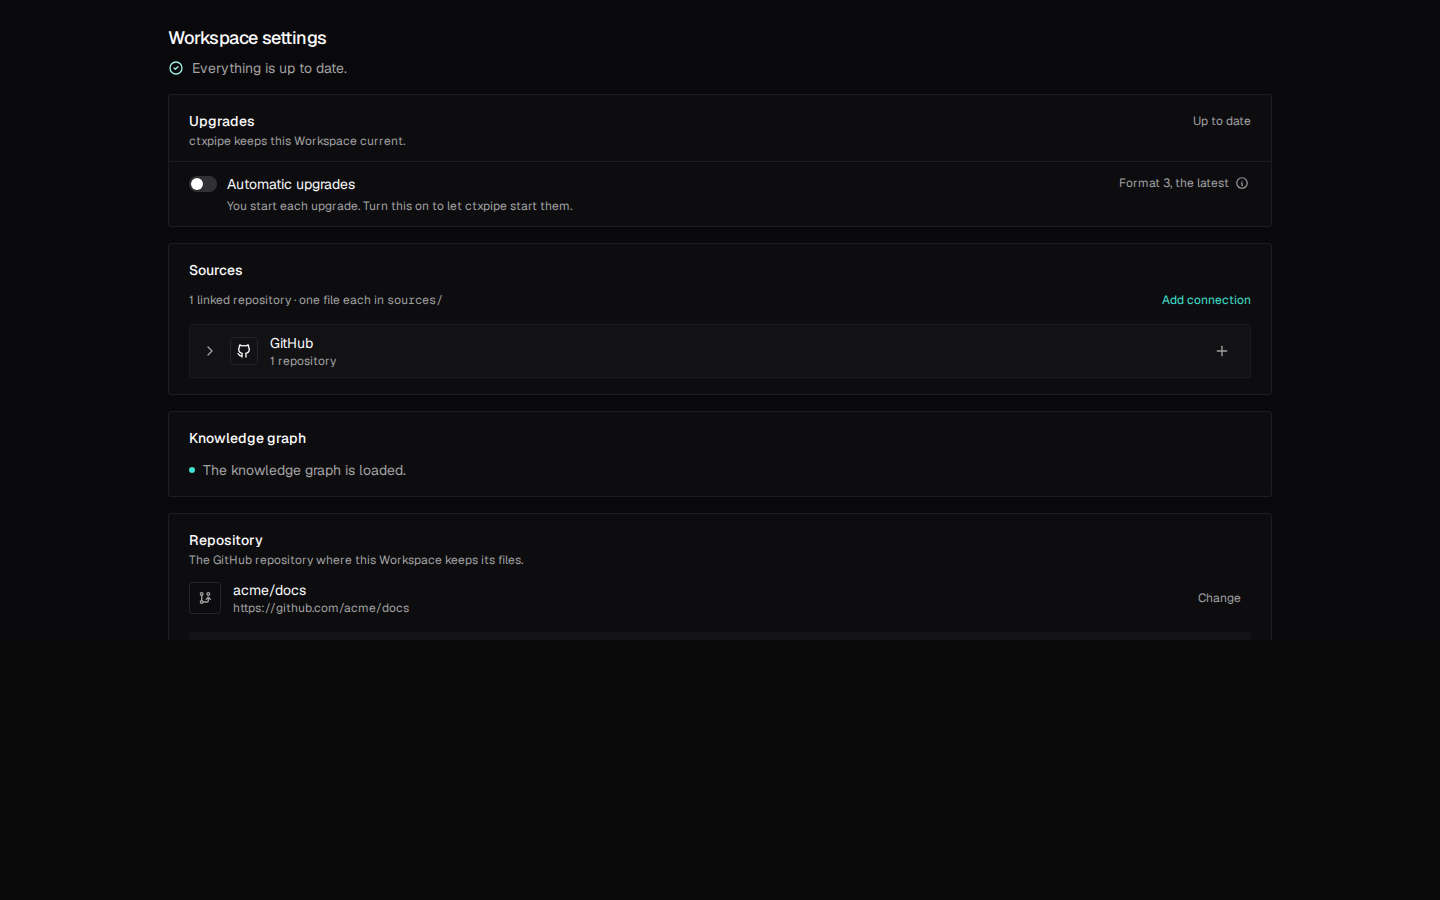 Workspace settings
Everything is up to date.
Upgrades
Up to date
ctxpipe keeps this Workspace current.
Automatic upgrades
Format 3, the latest
You start each upgrade. Turn this on to let ctxpipe start them.
Sources
1 linked repository · one file each in sources/
Add connection
GitHub
1 repository
Knowledge graph
The knowledge graph is loaded.
Repository
The GitHub repository where this Workspace keeps its files.
acme/docs
https://github.com/acme/docs
Change